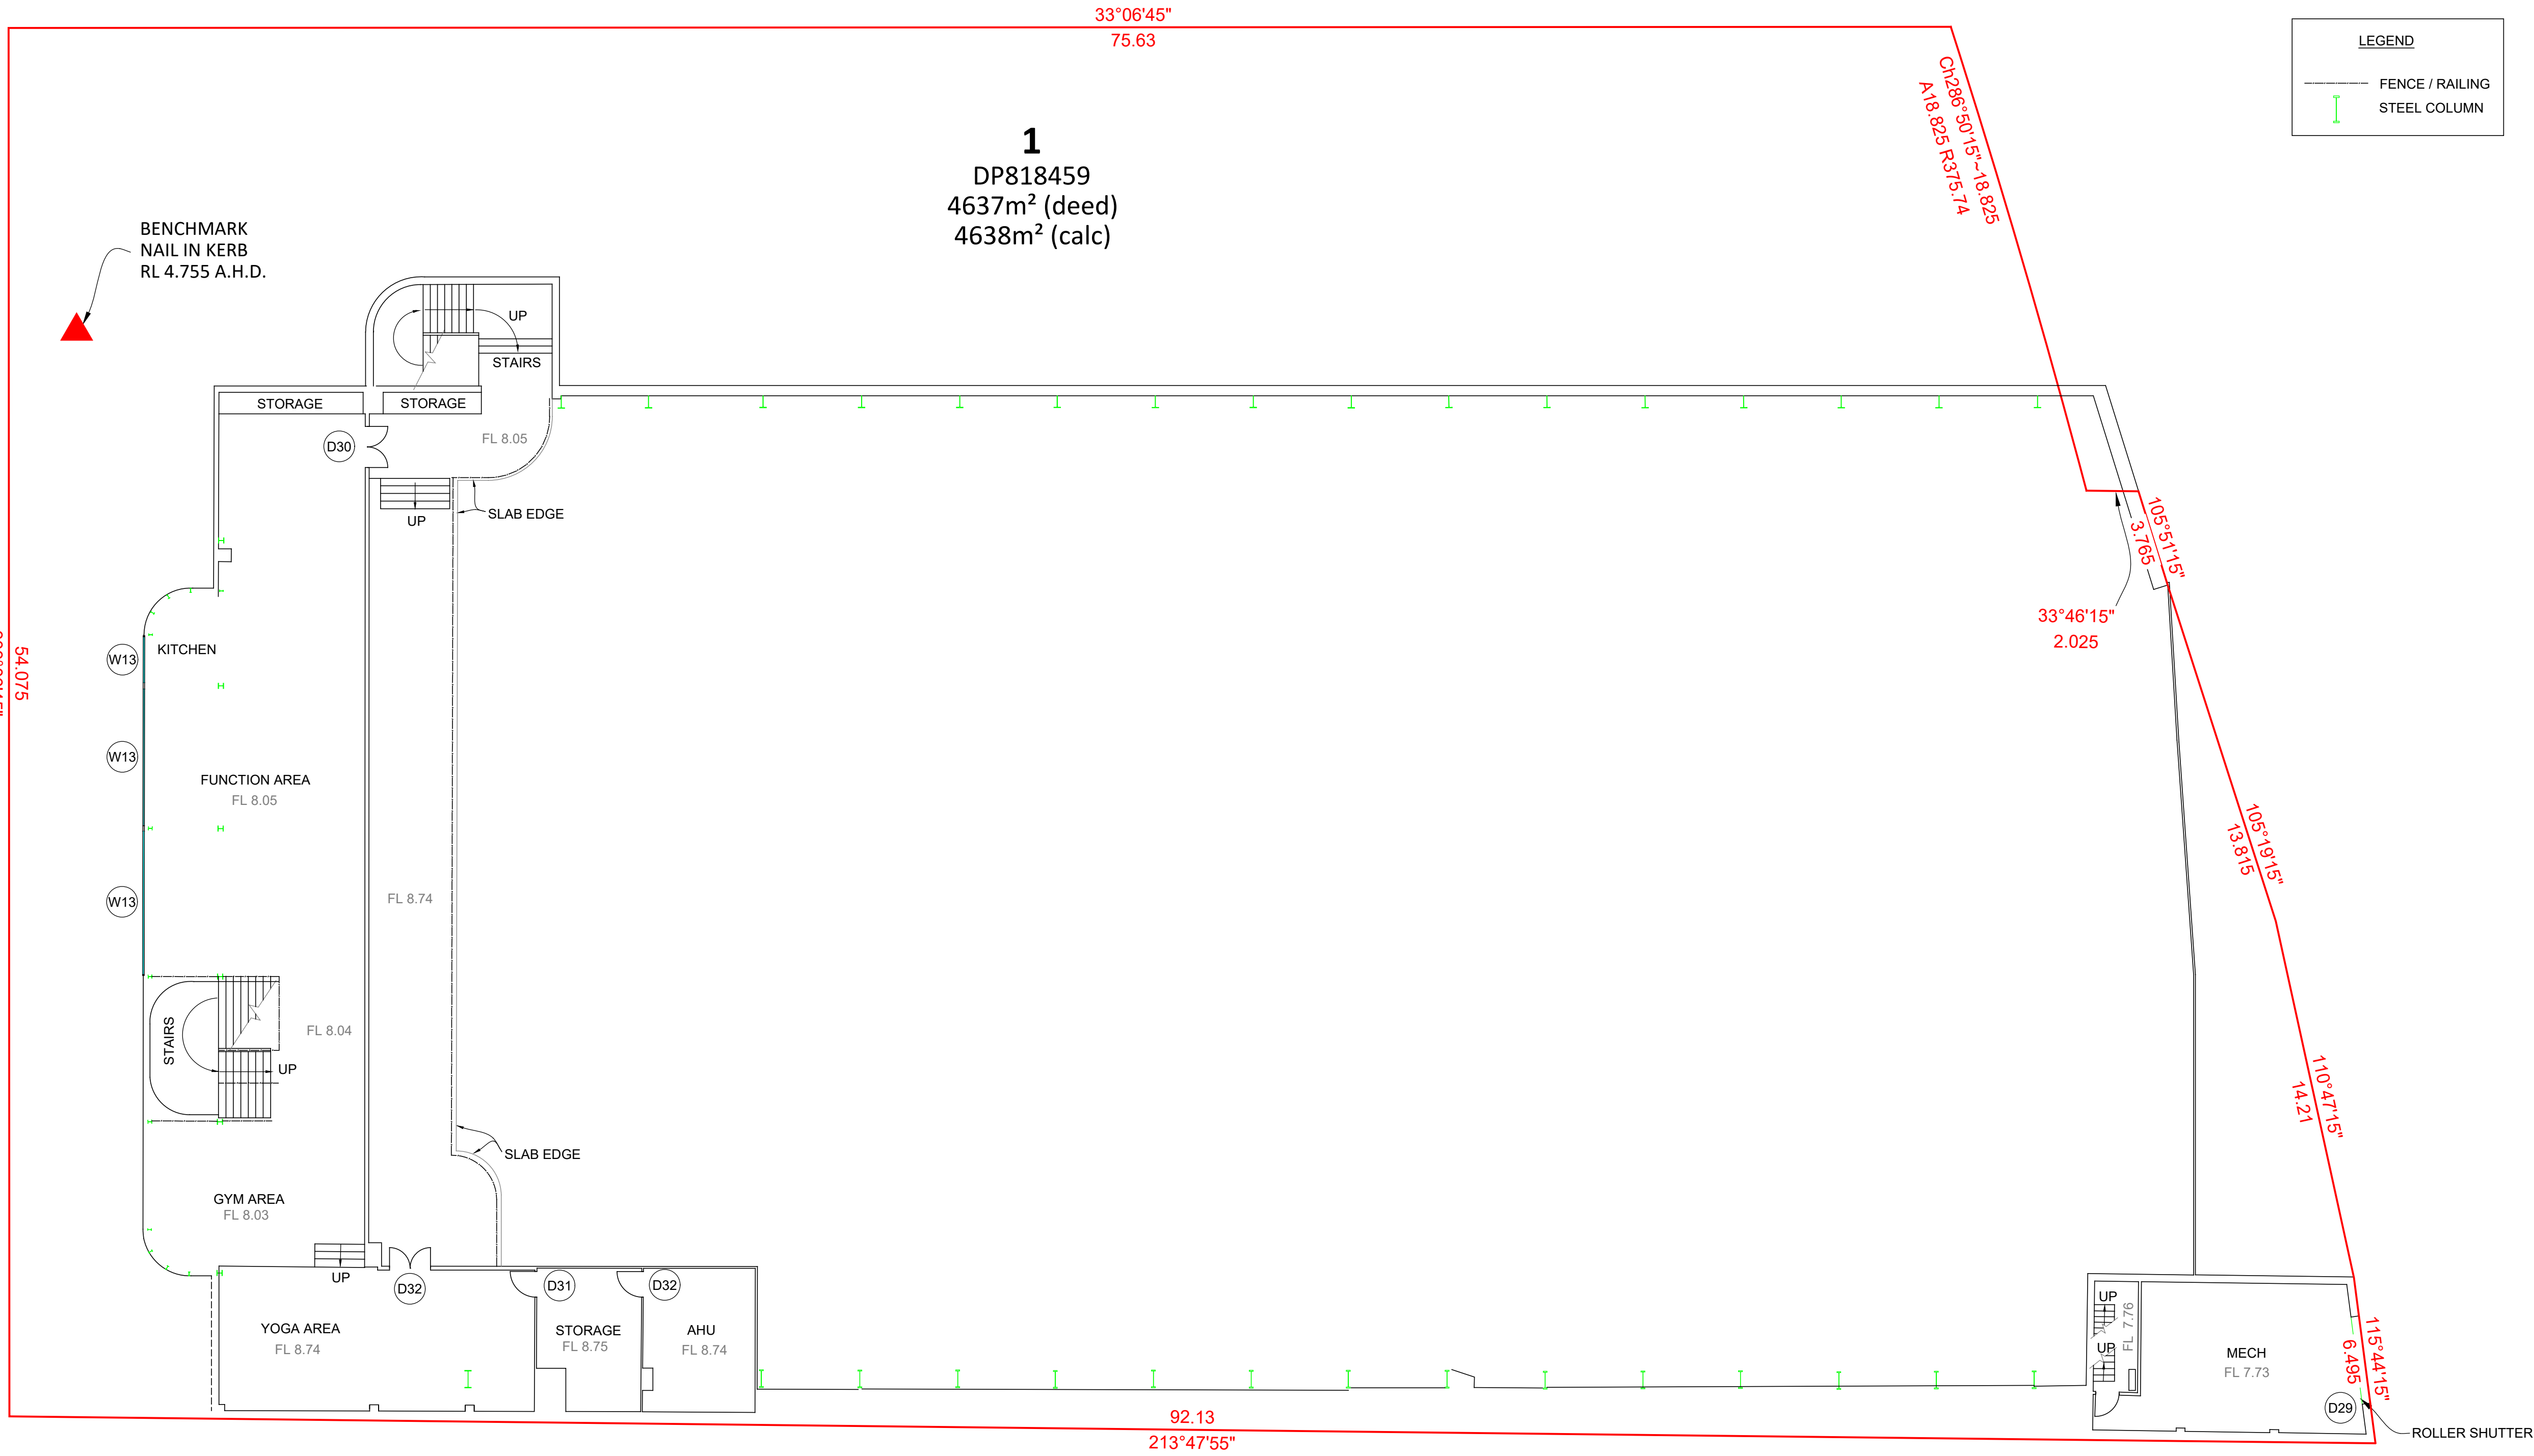 33°06'45"
75.63
LEGEND
FENCE / RAILING
STEEL COLUMN
Ch286°50'15"~18.825
A18.825 R375.74
1
DP818459
4637m² (deed)
4638m² (calc)
BENCHMARK
NAIL IN KERB
RL 4.755 A.H.D.
UP
STAIRS
STORAGE
STORAGE
D30
FL 8.05
UP
SLAB EDGE
105°51'15"
3.765
33°46'15"
2.025
54.075
W13
KITCHEN
W13
FUNCTION AREA
FL 8.05
W13
FL 8.74
105°19'15"
13.815
STAIRS
FL 8.04
UP
110°47'15"
14.21
SLAB EDGE
GYM AREA
FL 8.03
UP
D32
D31
D32
YOGA AREA
FL 8.74
STORAGE
FL 8.75
AHU
FL 8.74
UP
UP
FL 7.76
MECH
FL 7.73
115°44'15"
6.495
D29
ROLLER SHUTTER
92.13
213°47'55"